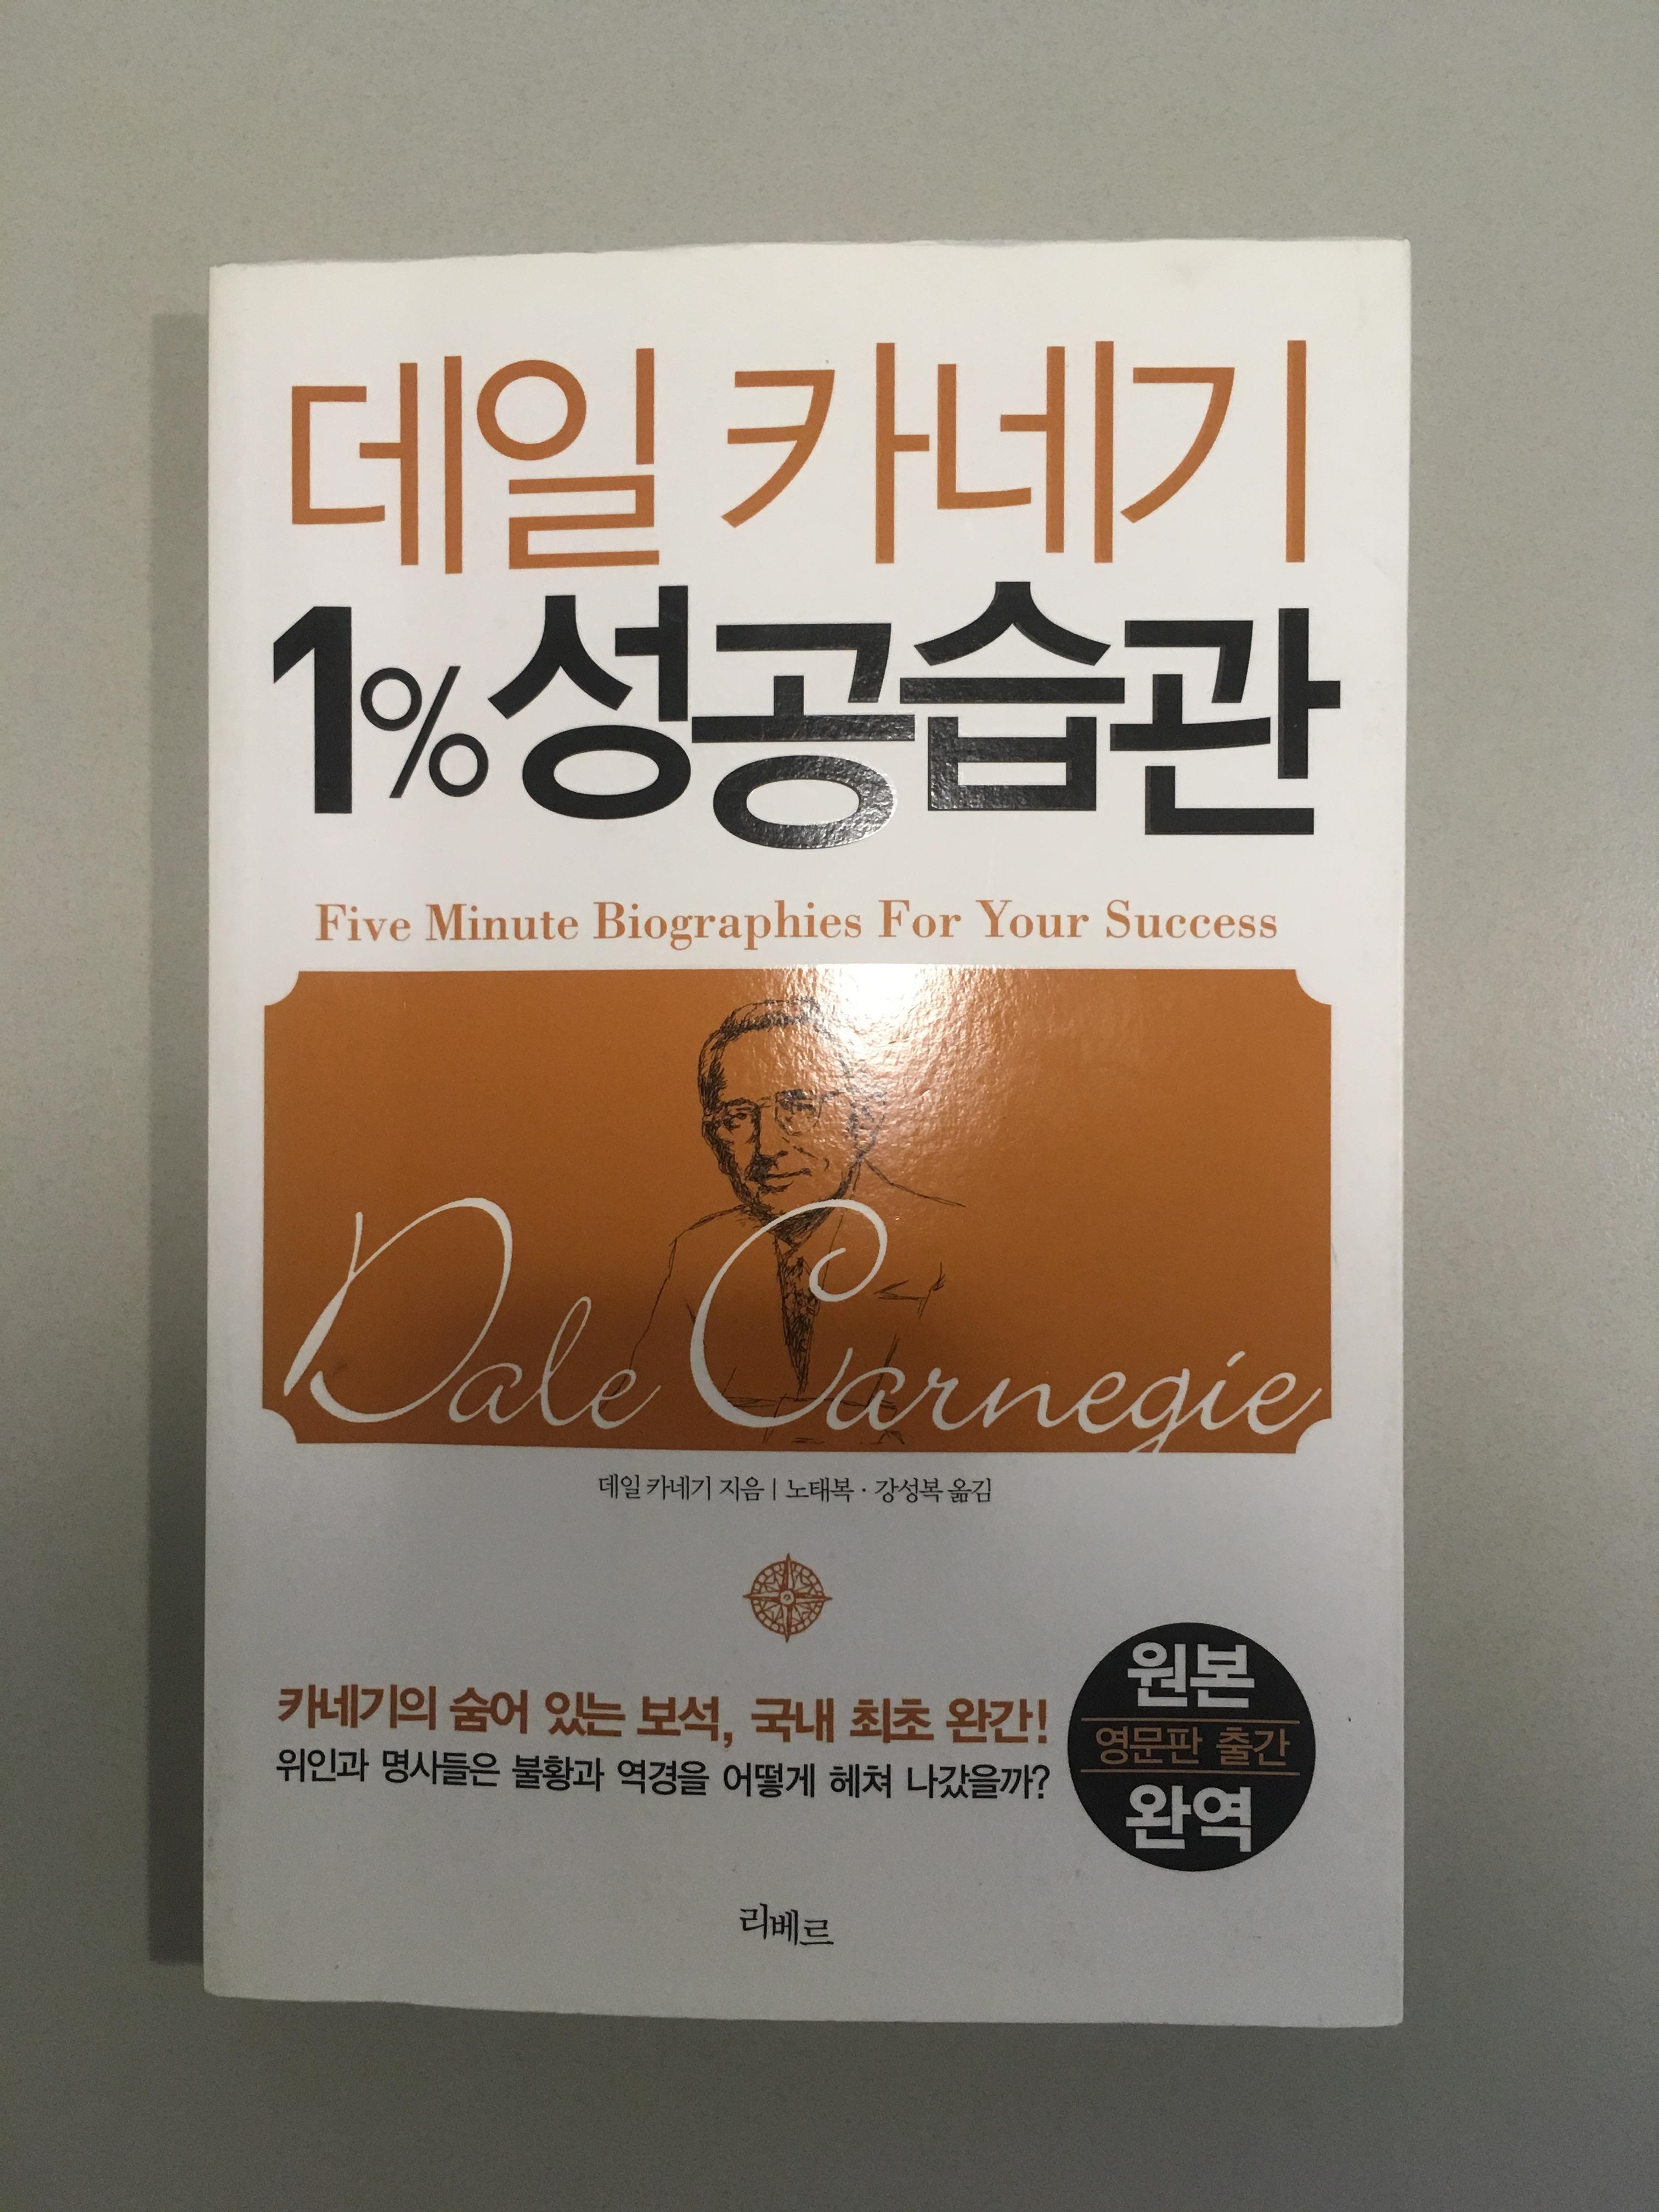 데일 카네기
1% 성공습관
Five Minute Biographies For Your Success
Dale Carnegie
데일 카네기 지음 | 노태복 · 강성복 옮김
카네기의 숨어 있는 보석, 국내 최초 완간!
위인과 명사들은 불황과 역경을 어떻게 헤쳐 나갔을까?
원본
영문판 출간
완역
리베르